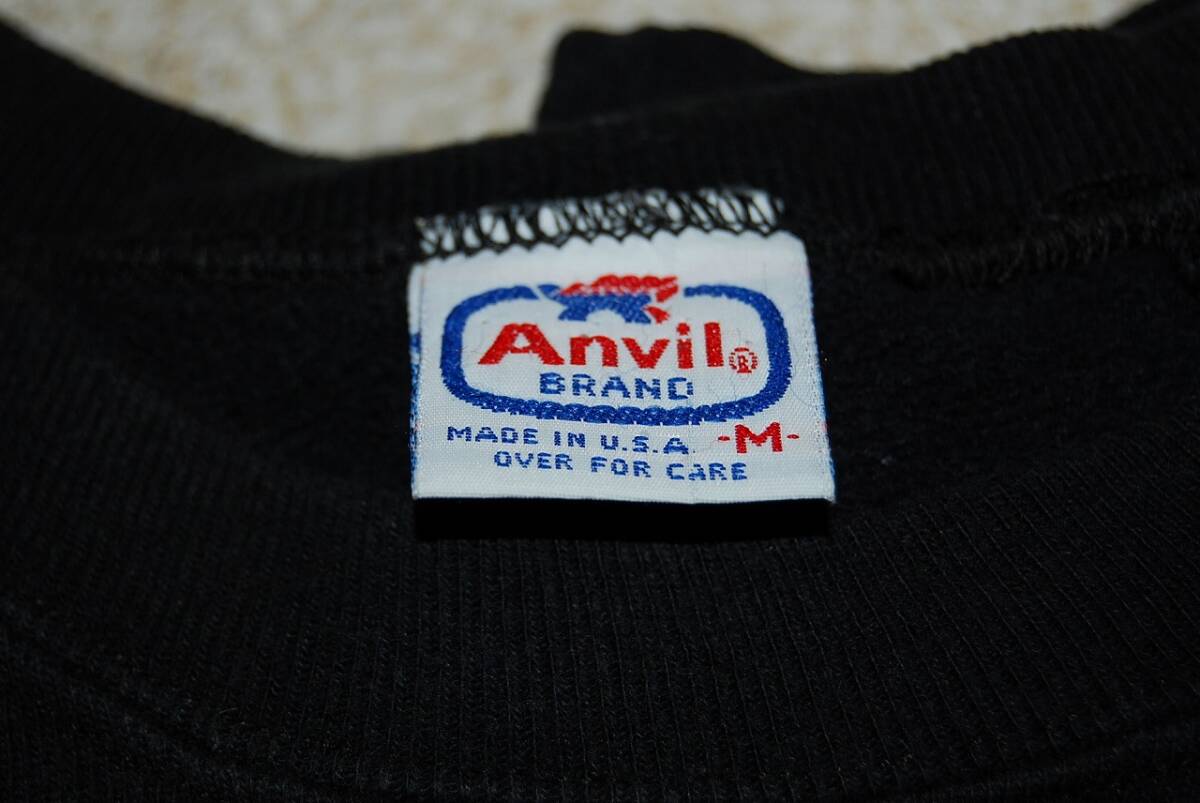 Anvil®
BRAND
MADE IN U.S.A. -M-
OVER FOR CARE